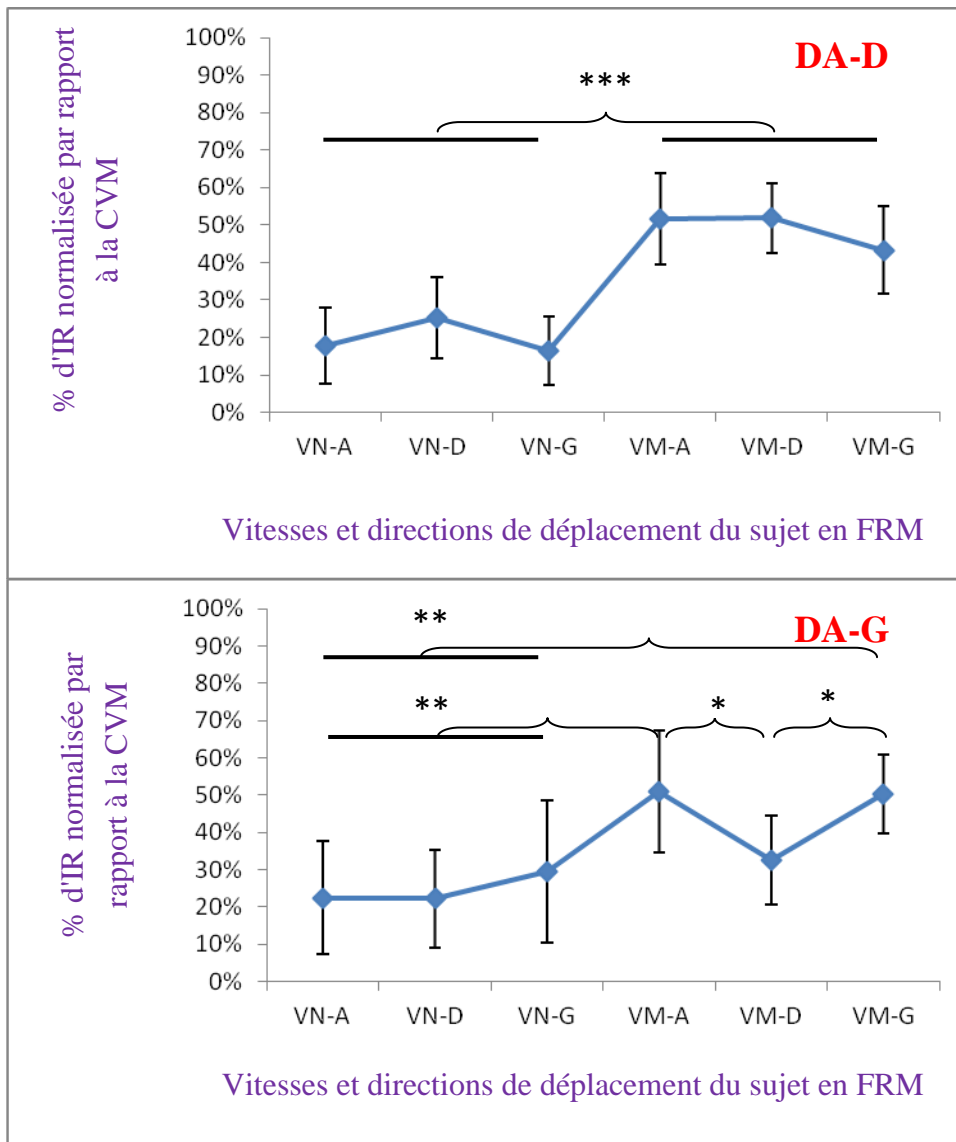 % d'IR normalisée par rapport
à la CVM
100%
90%
80%
70%
60%
50%
40%
30%
20%
10%
0%
DA-D
***
VN-A VN-D VN-G VM-A VM-D VM-G
Vitesses et directions de déplacement du sujet en FRM
% d'IR normalisée par
rapport à la CVM
100%
90%
80%
70%
60%
50%
40%
30%
20%
10%
0%
DA-G
**
**
*
*
VN-A VN-D VN-G VM-A VM-D VM-G
Vitesses et directions de déplacement du sujet en FRM